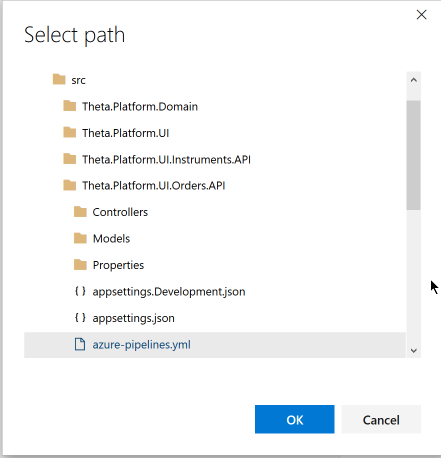 Select path
src
Theta.Platform.Domain
Theta.Platform.UI
Theta.Platform.UI.Instruments.API
Theta.Platform.UI.Orders.API
Controllers
Models
Properties
{ } appsettings.Development.json
{ } appsettings.json
azure-pipelines.yml
OK Cancel